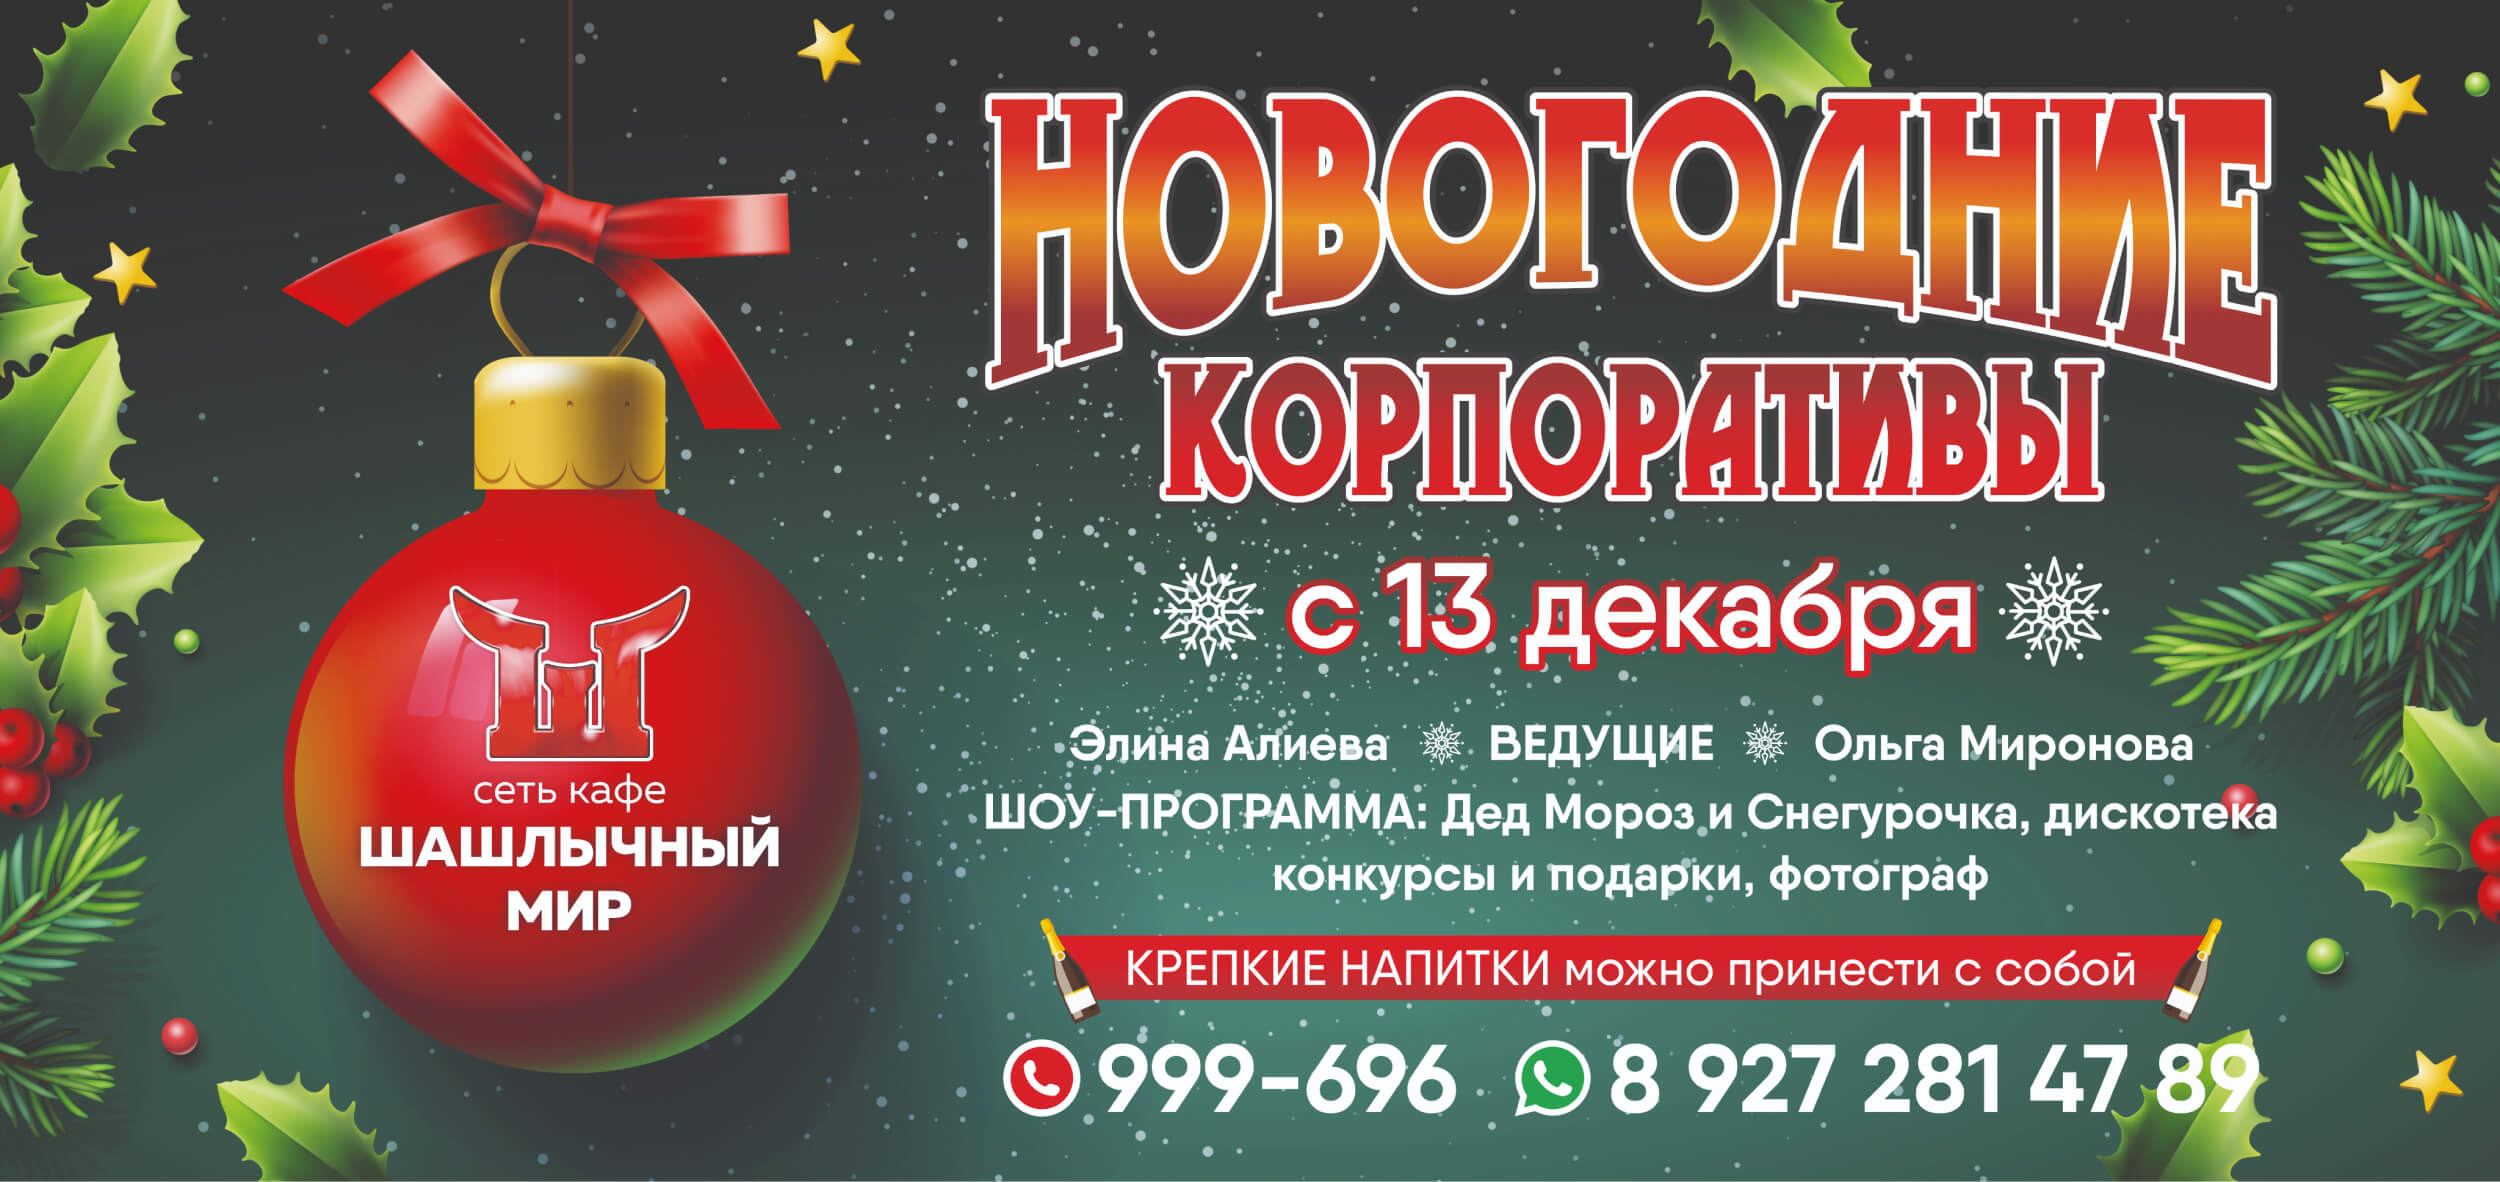 НОВОГОДНИЕ
КОРПОРАТИВЫ
с 13 декабря
Элина Алиева ВЕДУЩИЕ Ольга Миронова
ШОУ-ПРОГРАММА: Дед Мороз и Снегурочка, дискотека
конкурсы и подарки, фотограф
КРЕПКИЕ НАПИТКИ можно принести с собой
999-696 8 927 281 47 89
сеть кафе
ШАШЛЫЧНЫЙ
МИР